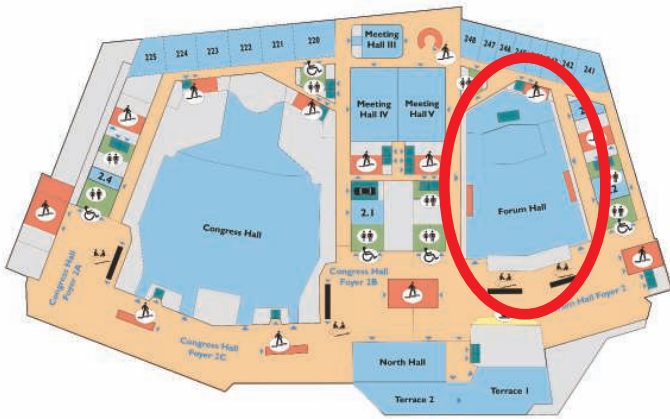 225
224
223
222
221
220
Meeting
Hall III
248
247
246
242
241
Meeting
Hall IV
Meeting
Hall V
2.4
2.1
Congress Hall
Forum Hall
Congress Hall
Foyer 2A
Congress Hall
Foyer 2B
Congress Hall
Foyer 2C
Hall Foyer 2
North Hall
Terrace 2
Terrace 1